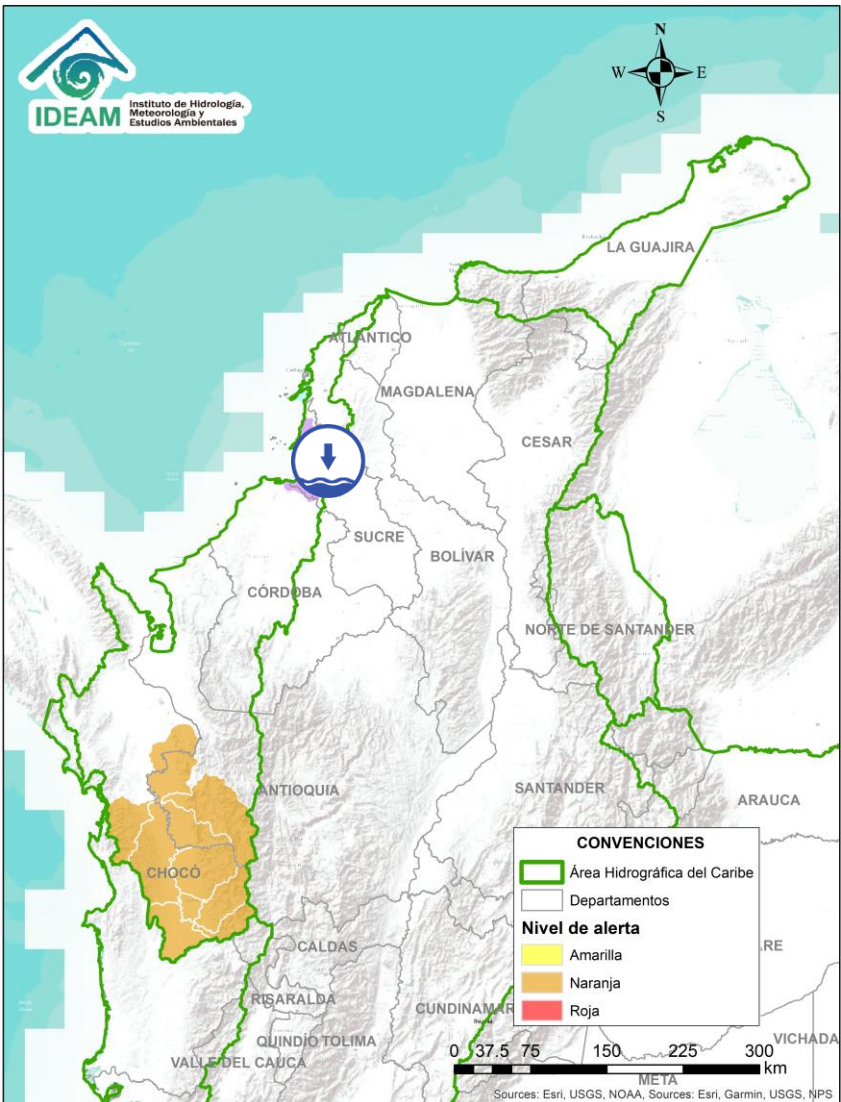 IDEAM
Instituto de Hidrología,
Meteorología y
Estudios Ambientales
N
W
E
S
LA GUAJIRA
ATLÁNTICO
MAGDALENA
CESAR
SUCRE
BOLÍVAR
CÓRDOBA
NORTE DE SANTANDER
ANTIOQUIA
SANTANDER
ARAUCA
CHOCÓ
CALDAS
RISARALDA
CUNDINAMAR
QUINDÍO
TOLIMA
VALLE DEL CAUCA
META
VICHADA
ARE
CONVENCIONES
Área Hidrográfica del Caribe
Departamentos
Nivel de alerta
Amarilla
Naranja
Roja
0 37.5 75 150 225 300
km
Sources: Esri, USGS, NOAA, Sources: Esri, Garmin, USGS, NPS